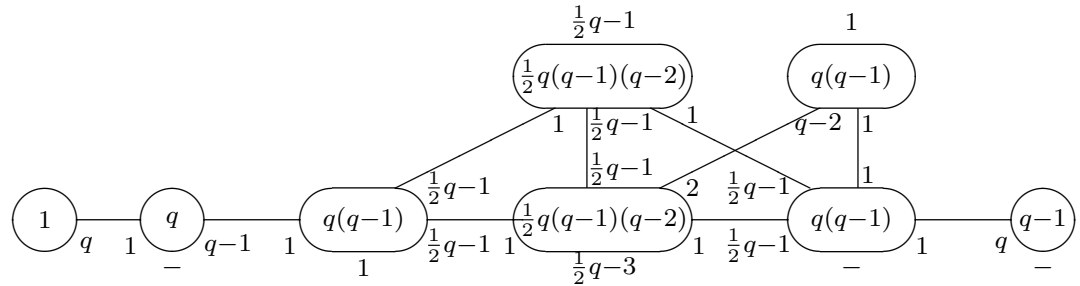 ½q−1 1
½q(q−1)(q−2) q(q−1)
1 ½q−1 1 q−2 1
½q−1 ½q−1 2 ½q−1 1
1 q q(q−1) ½q(q−1)(q−2) q(q−1) q−1
q 1 q−1 1 ½q−1 1 1 ½q−1 1 q
− 1 ½q−3 − −